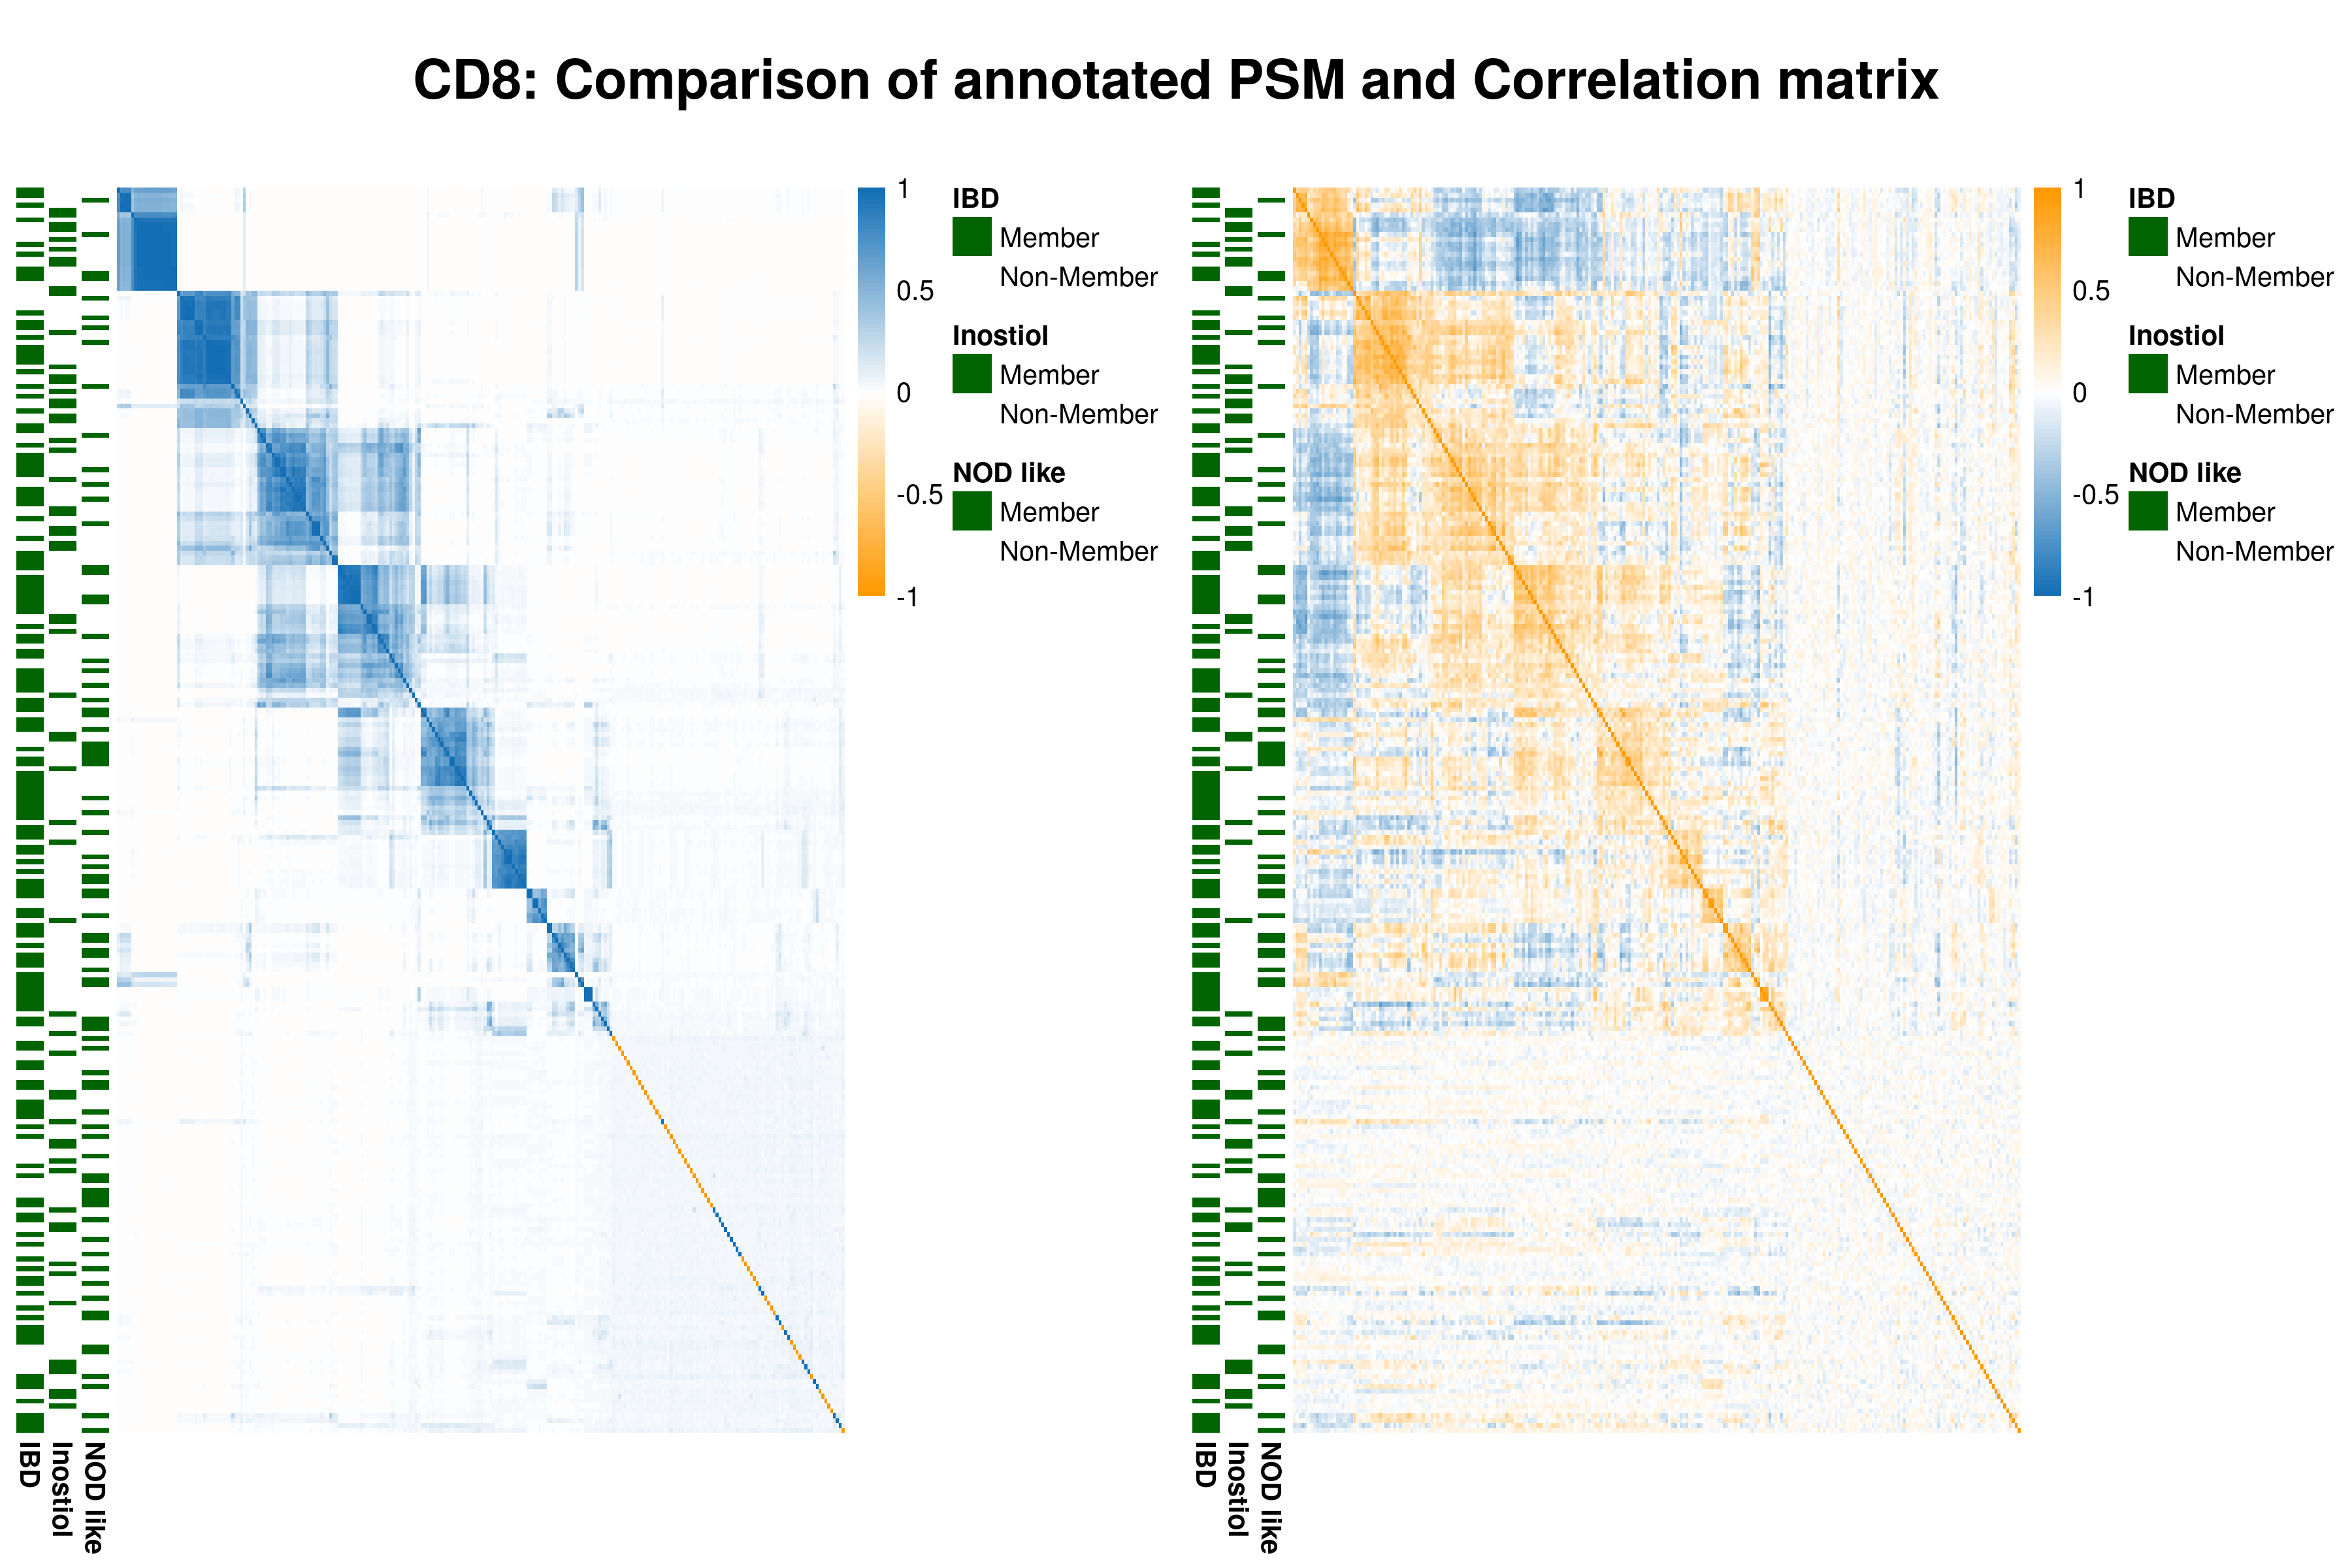 CD8: Comparison of annotated PSM and Correlation matrix
1
0.5
0
-0.5
-1
IBD
Member
Non-Member
Inostiol
Member
Non-Member
NOD like
Member
Non-Member
IBD
Inostiol
NOD like
1
0.5
0
-0.5
-1
IBD
Member
Non-Member
Inostiol
Member
Non-Member
NOD like
Member
Non-Member
IBD
Inostiol
NOD like